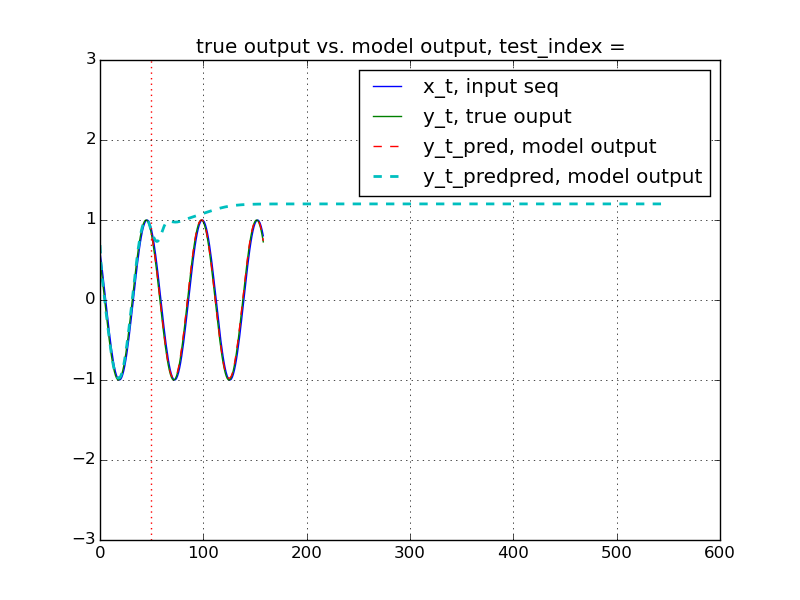 true output vs. model output, test_index =
x_t, input seq
y_t, true ouput
y_t_pred, model output
y_t_predpred, model output
3
2
1
0
−1
−2
−3
0 100 200 300 400 500 600